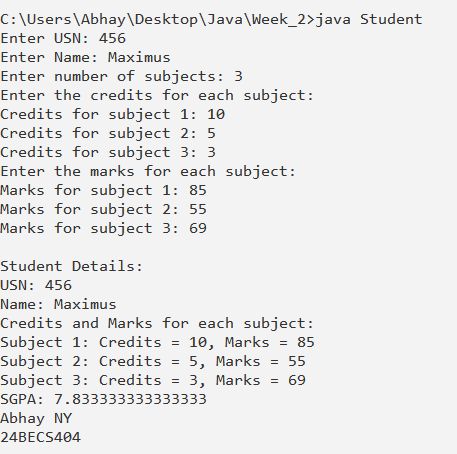 C:\Users\Abhay\Desktop\Java\Week_2>java Student
Enter USN: 456
Enter Name: Maximus
Enter number of subjects: 3
Enter the credits for each subject:
Credits for subject 1: 10
Credits for subject 2: 5
Credits for subject 3: 3
Enter the marks for each subject:
Marks for subject 1: 85
Marks for subject 2: 55
Marks for subject 3: 69

Student Details:
USN: 456
Name: Maximus
Credits and Marks for each subject:
Subject 1: Credits = 10, Marks = 85
Subject 2: Credits = 5, Marks = 55
Subject 3: Credits = 3, Marks = 69
SGPA: 7.833333333333333
Abhay NY
24BECS404